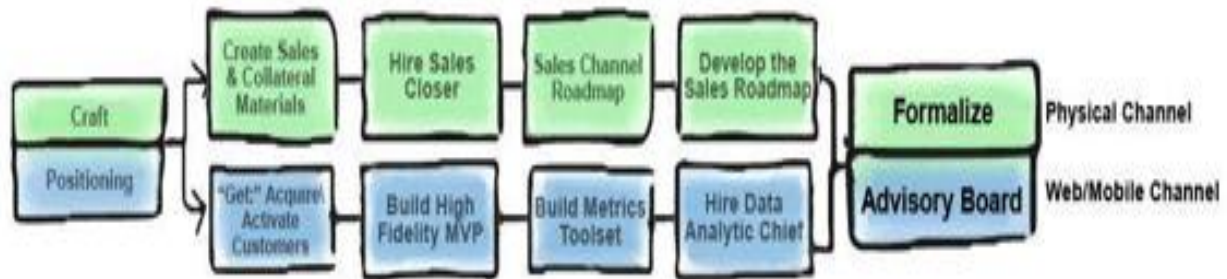 Craft
Positioning
Create Sales
& Collateral
Materials
Hire Sales
Closer
Sales Channel
Roadmap
Develop the
Sales Roadmap
"Get:" Acquire\
Activate
Customers
Build High
Fidelity MVP
Build Metrics
Toolset
Hire Data
Analytic Chief
Formalize
Advisory Board
Physical Channel
Web/Mobile Channel